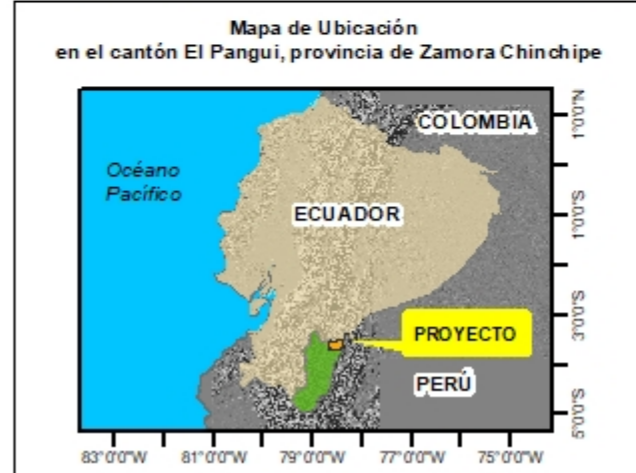 Mapa de Ubicación
en el cantón El Pangui, provincia de Zamora Chinchipe
COLOMBIA
Océano
Pacífico
ECUADOR
PROYECTO
PERÚ
1°0'0"N
1°0'0"S
3°0'0"S
5°0'0"S
83°0'0"W 81°0'0"W 79°0'0"W 77°0'0"W 75°0'0"W